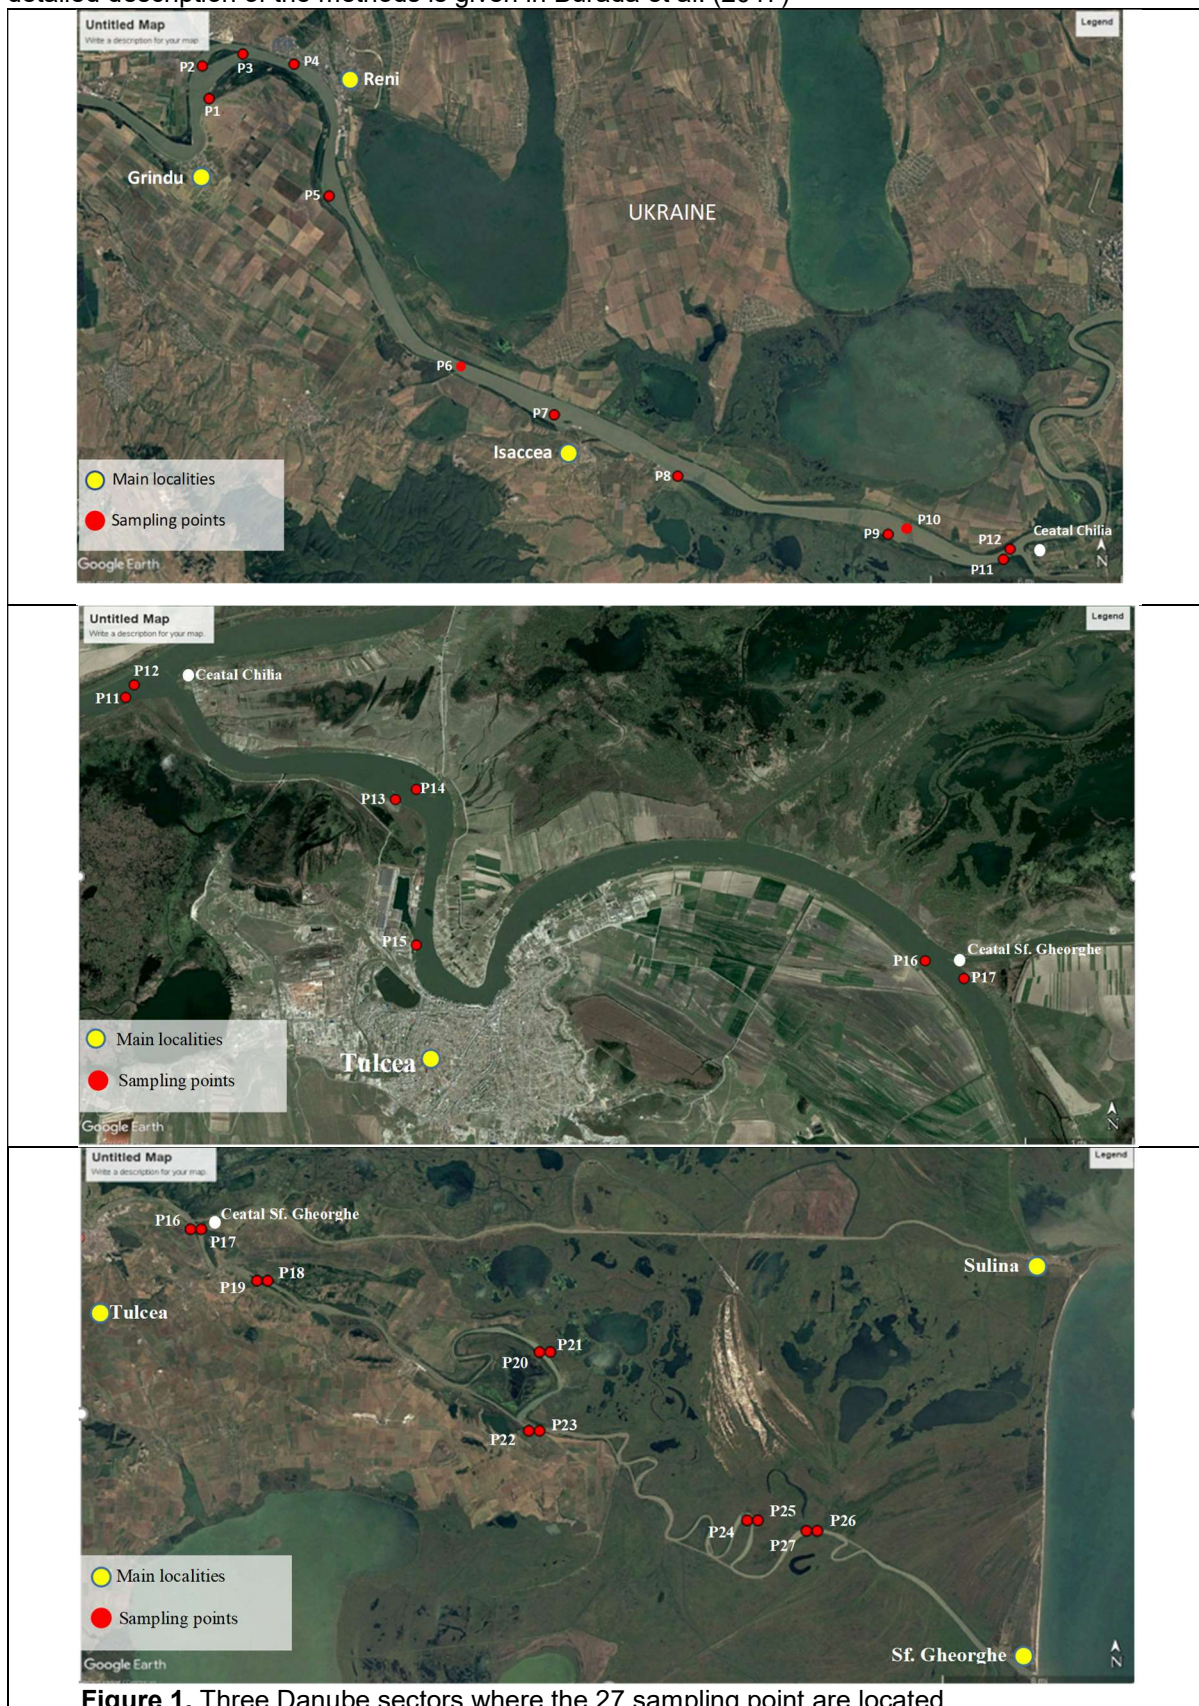 Untitled Map
Write a description for your map.
Legend
P2
P3
P4
Reni
P1
Grindu
P5
UKRAINE
P6
P7
Isaccea
P8
Main localities
P10
P9
Sampling points
P12
Ceatal Chilia
P11
N
Google Earth
Untitled Map
Write a description for your map.
Legend
P12
Ceatal Chilia
P11
P14
P13
P15
Ceatal Sf. Gheorghe
P16
P17
Main localities
Tulcea
Sampling points
Google Earth
N
Untitled Map
Write a description for your map.
Legend
P16
Ceatal Sf. Gheorghe
P17
Sulina
P18
P19
Tulcea
P21
P20
P23
P22
P25
P24
P26
P27
Main localities
Sampling points
Sf. Gheorghe
Google Earth
N
Figure 1. Three Danube sectors where the 27 sampling point are located